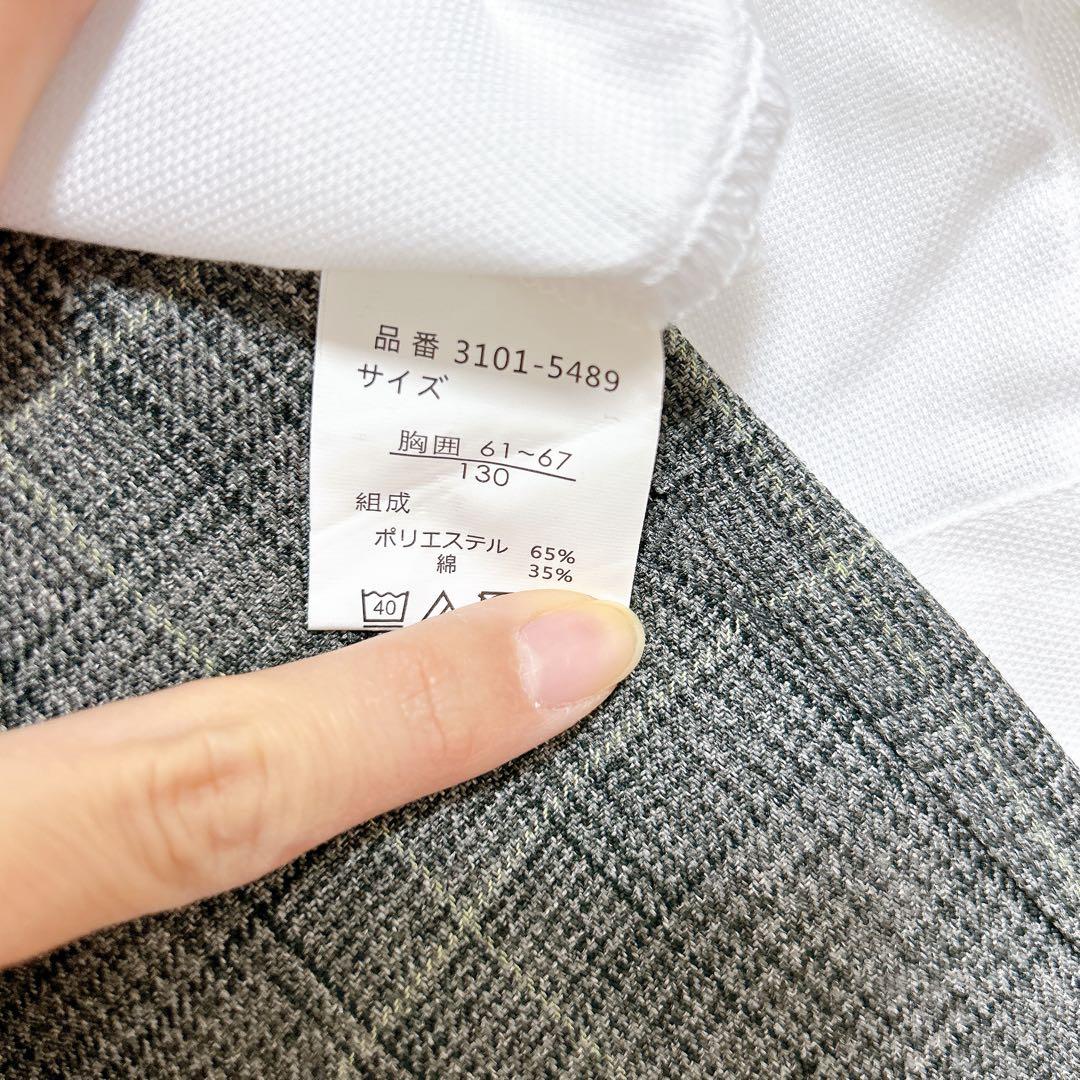 品番 3101-5489
サイズ
胸囲 61~67
130
組成
ポリエステル 65%
綿 35%
40